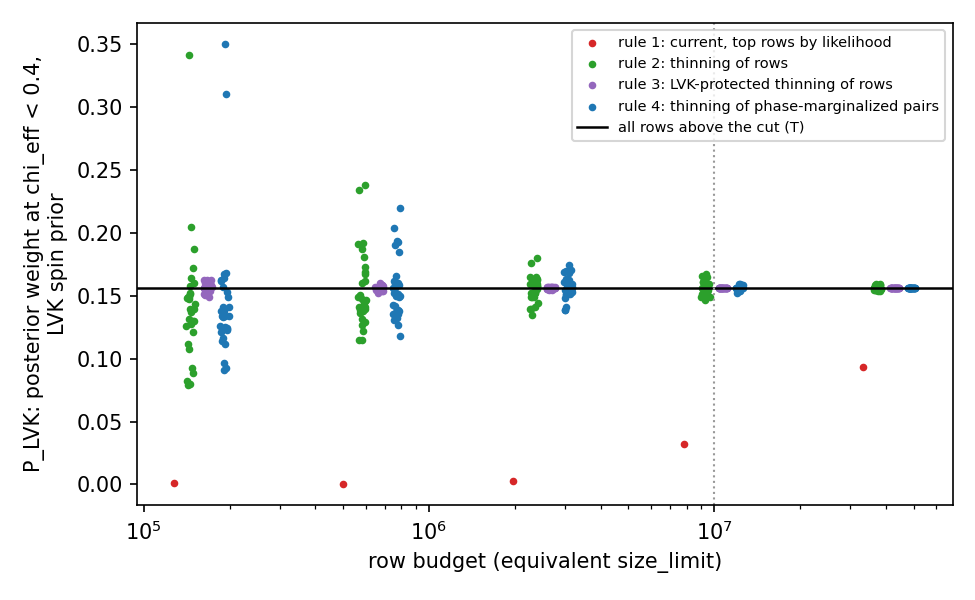 P_LVK: posterior weight at chi_eff < 0.4,
LVK spin prior
0.35
0.30
0.25
0.20
0.15
0.10
0.05
0.00
rule 1: current, top rows by likelihood
rule 2: thinning of rows
rule 3: LVK-protected thinning of rows
rule 4: thinning of phase-marginalized pairs
all rows above the cut (T)
10⁵
10⁶
10⁷
row budget (equivalent size_limit)